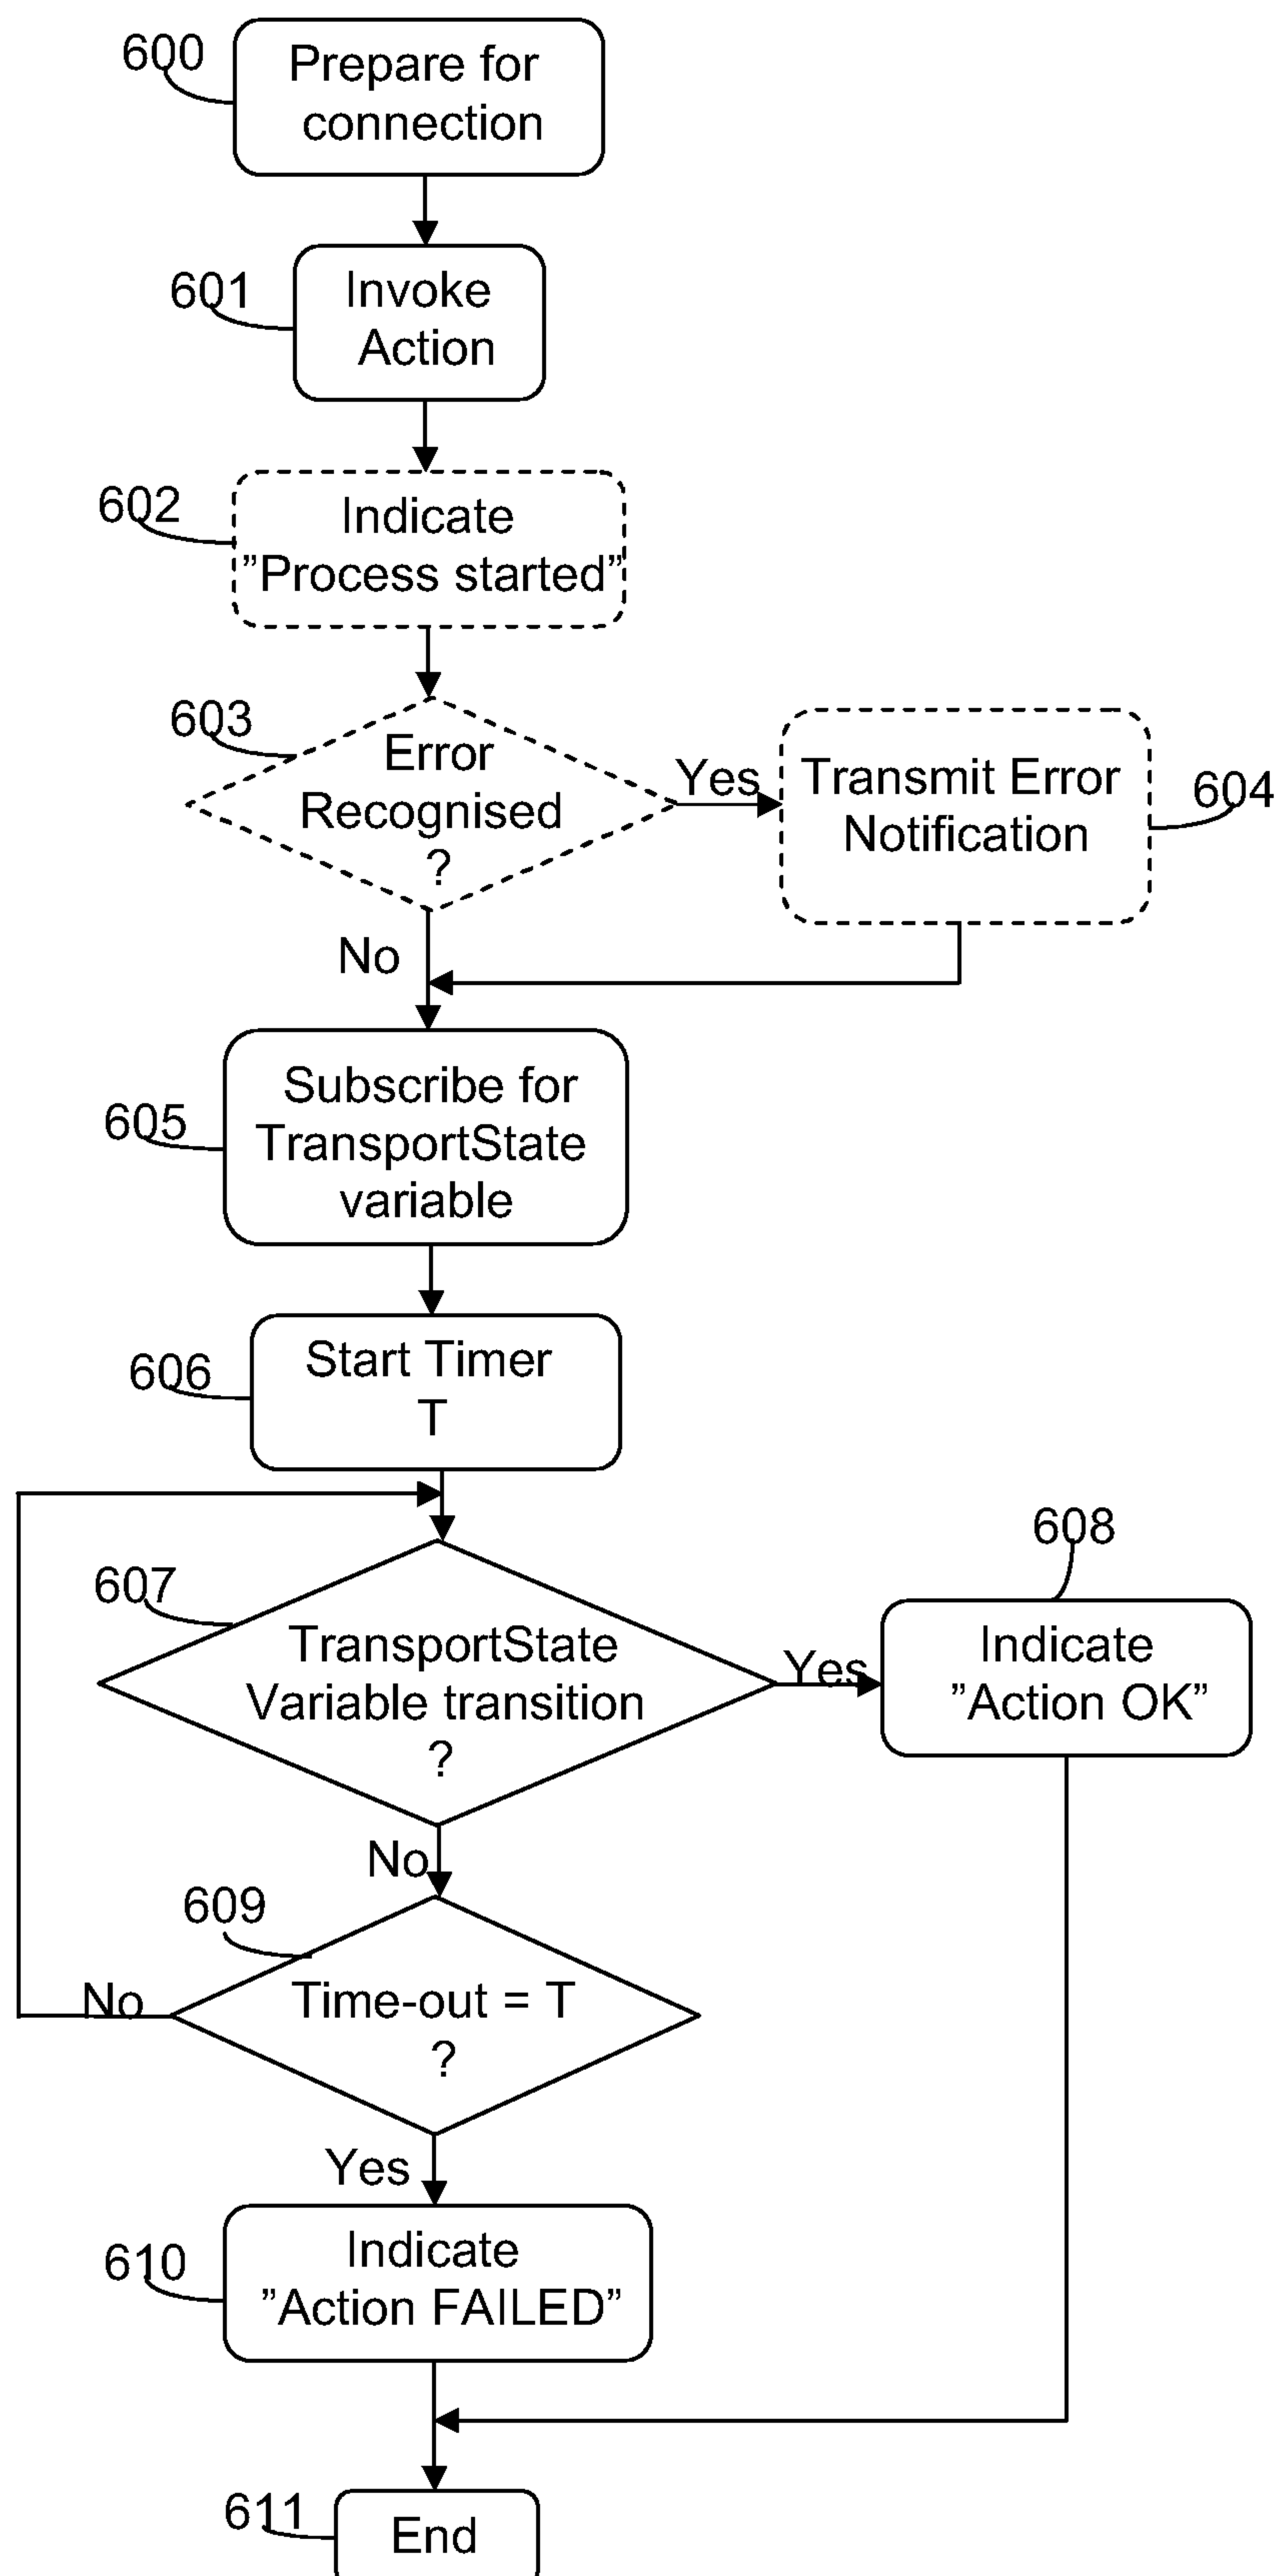 600
Prepare for
connection
601
Invoke
Action
602
Indicate
”Process started”
603
Error
Recognised
?
Yes
Transmit Error
Notification
604
No
605
Subscribe for
TransportState
variable
606
Start Timer
T
607
TransportState
Variable transition
?
Yes
608
Indicate
”Action OK”
No
609
Time-out = T
?
No
Yes
610
Indicate
”Action FAILED”
611
End